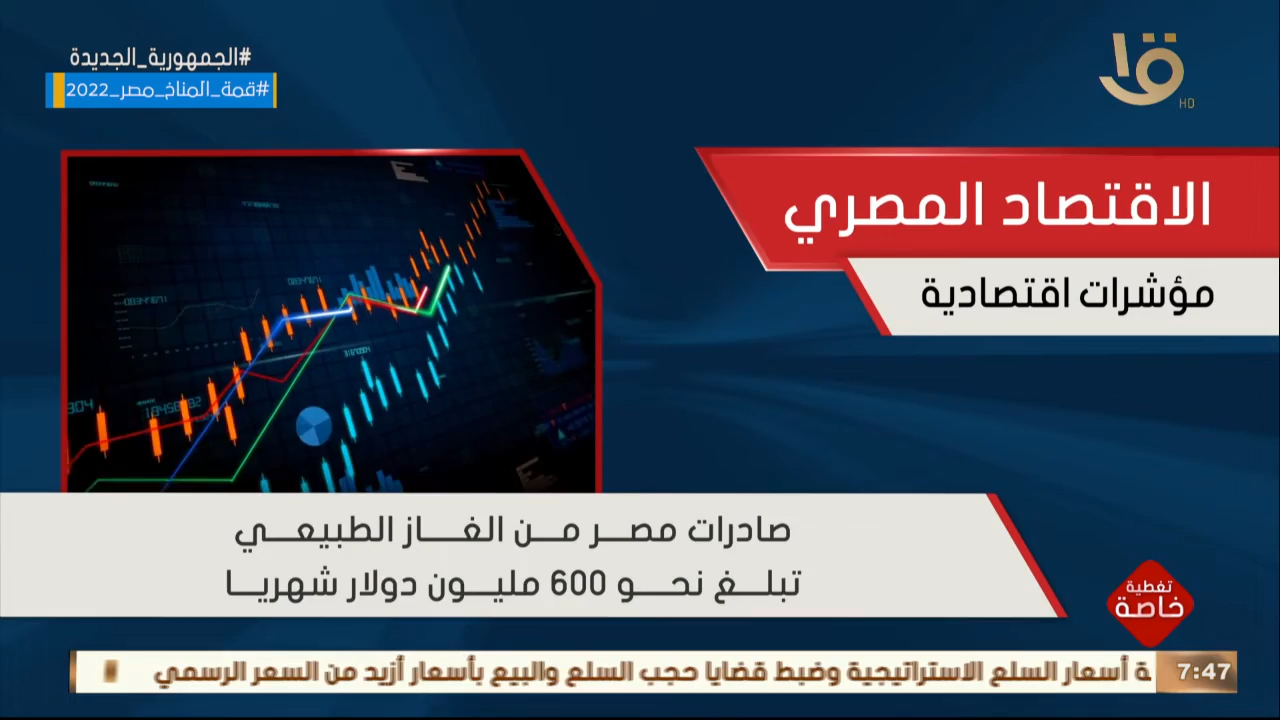 #الجمهورية_الجديدة
#قمة_المناخ_مصر_2022
HD
الاقتصاد المصري
مؤشرات اقتصادية
صادرات مصر من الغاز الطبيعي
تبلغ نحو 600 مليون دولار شهريا
تغطية
خاصة
7:47
ة أسعار السلع الاستراتيجية وضبط قضايا حجب السلع والبيع بأسعار أزيد من السعر الرسمي